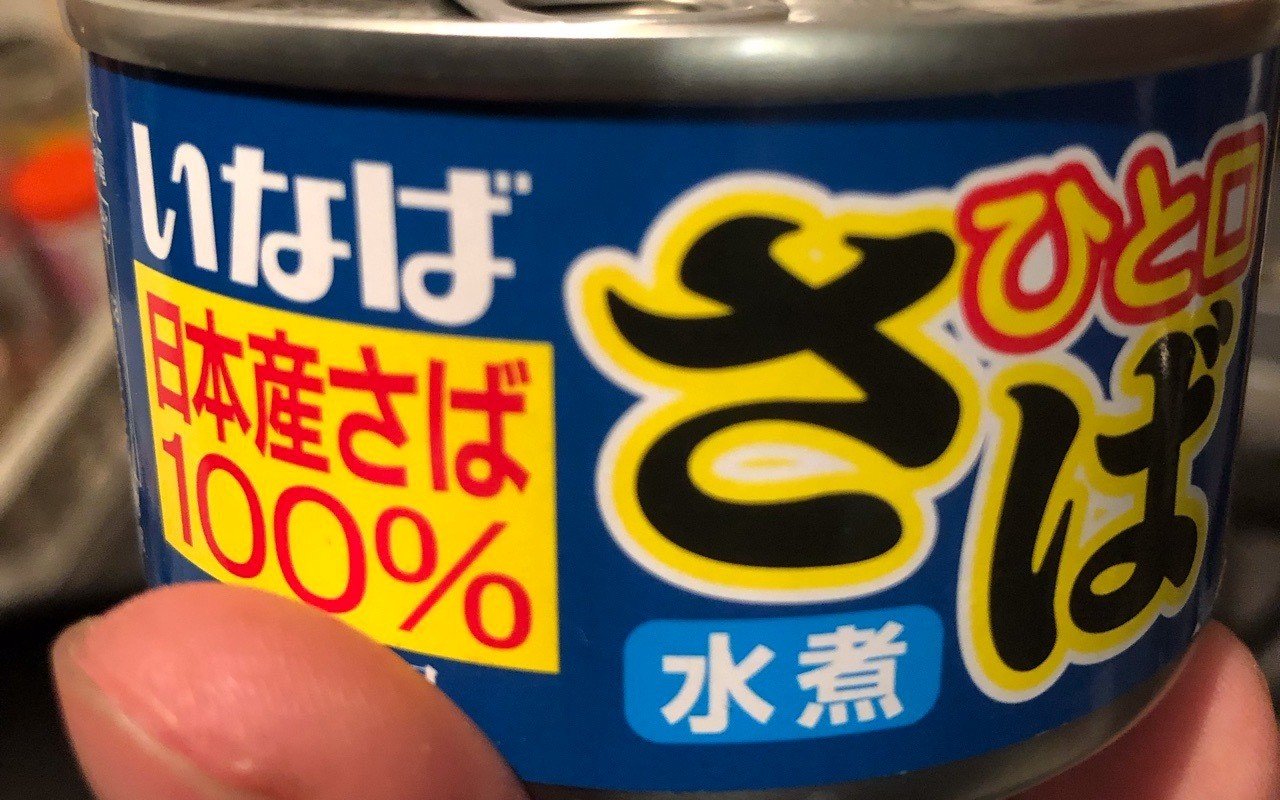 いなば
日本産さば
100%
ひと口
さば
水煮